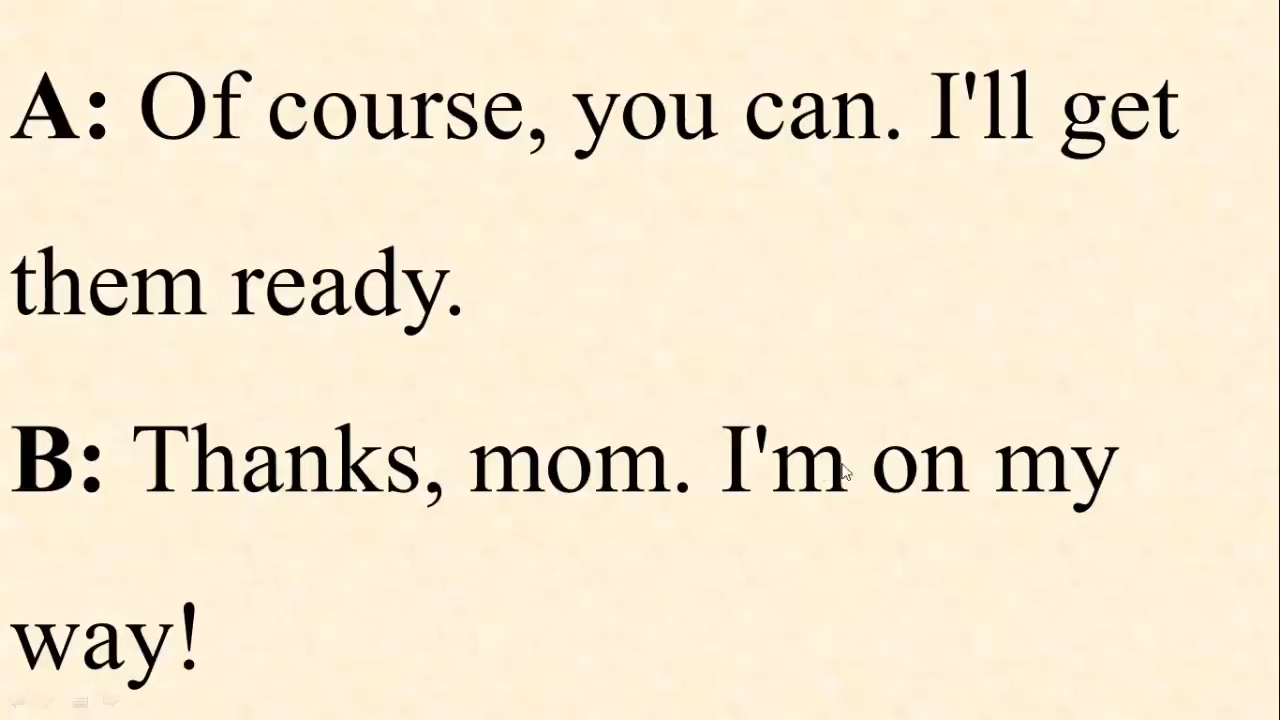 A: Of course, you can. I'll get
them ready.
B: Thanks, mom. I'm on my
way!